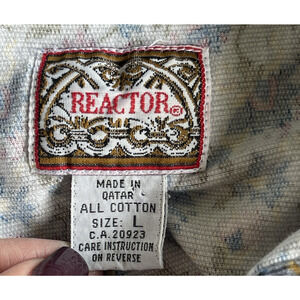 REACTOR
MADE IN
QATAR
ALL COTTON
SIZE: L
C.A. 20923
CARE INSTRUCTION
ON REVERSE